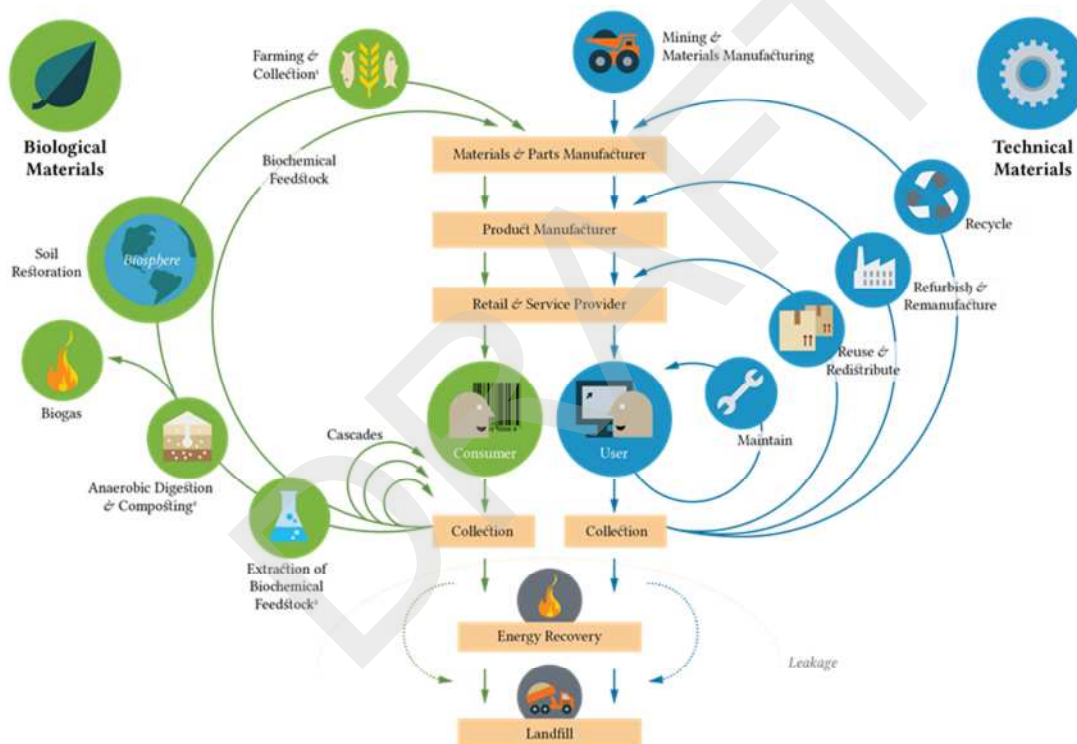 Farming &
Collection¹
Mining &
Materials Manufacturing
Biological
Materials
Technical
Materials
Materials & Parts Manufacturer
Biochemical
Feedstock
Recycle
Product Manufacturer
Soil
Restoration
Biosphere
Refurbish &
Remanufacture
Retail & Service Provider
Reuse &
Redistribute
Biogas
Cascades
Consumer
User
Maintain
Anaerobic Digestion
& Composting²
Collection
Collection
Extraction of
Biochemical
Feedstock²
Energy Recovery
Leakage
Landfill
DRAFT